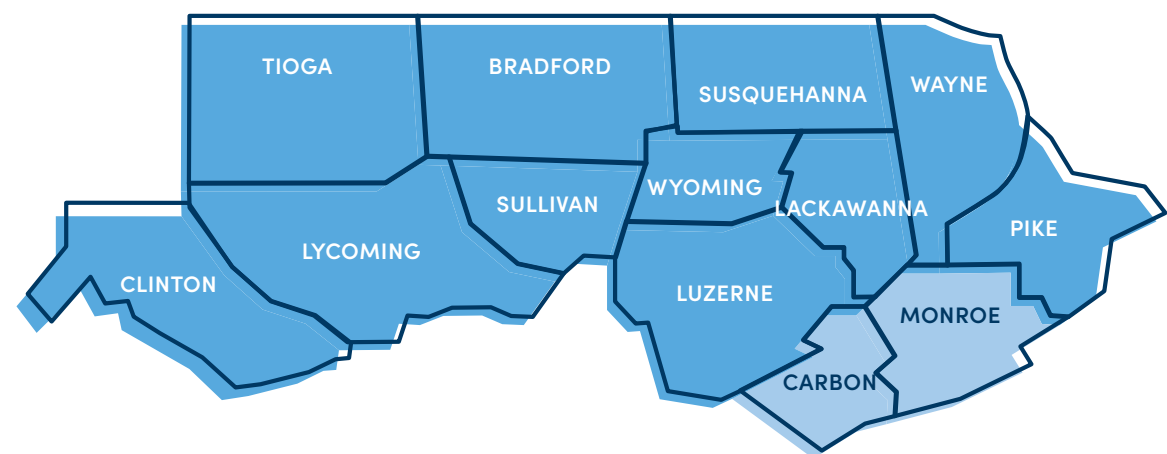 TIOGA
BRADFORD
SUSQUEHANNA
WAYNE
WYOMING
SULLIVAN
LACKAWANNA
PIKE
LYCOMING
CLINTON
LUZERNE
MONROE
CARBON